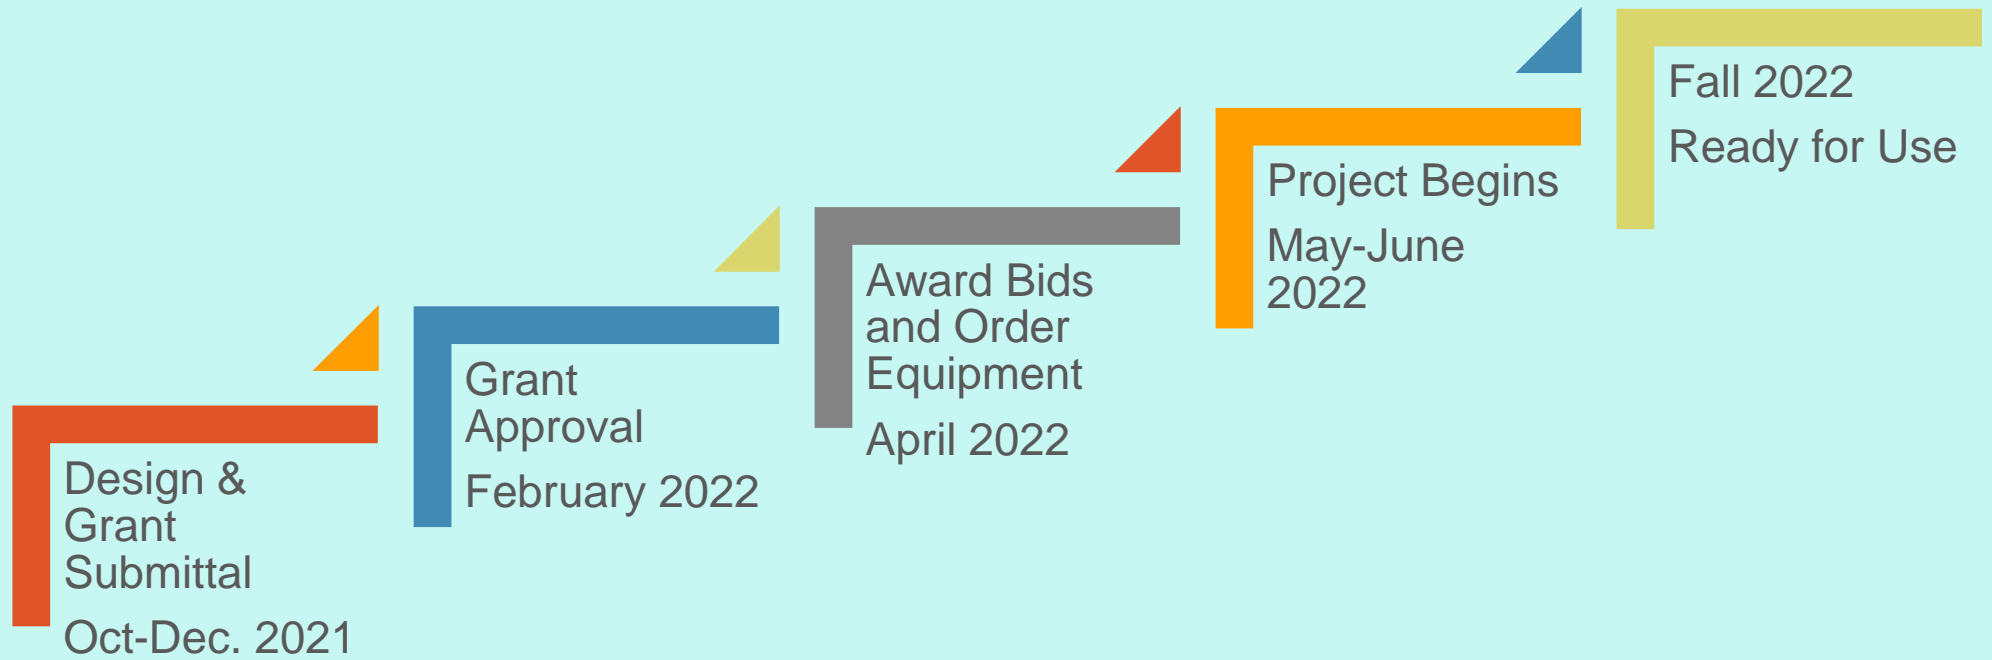 Design &
Grant
Submittal
Oct-Dec. 2021
Grant
Approval
February 2022
Award Bids
and Order
Equipment
April 2022
Project Begins
May-June
2022
Fall 2022
Ready for Use